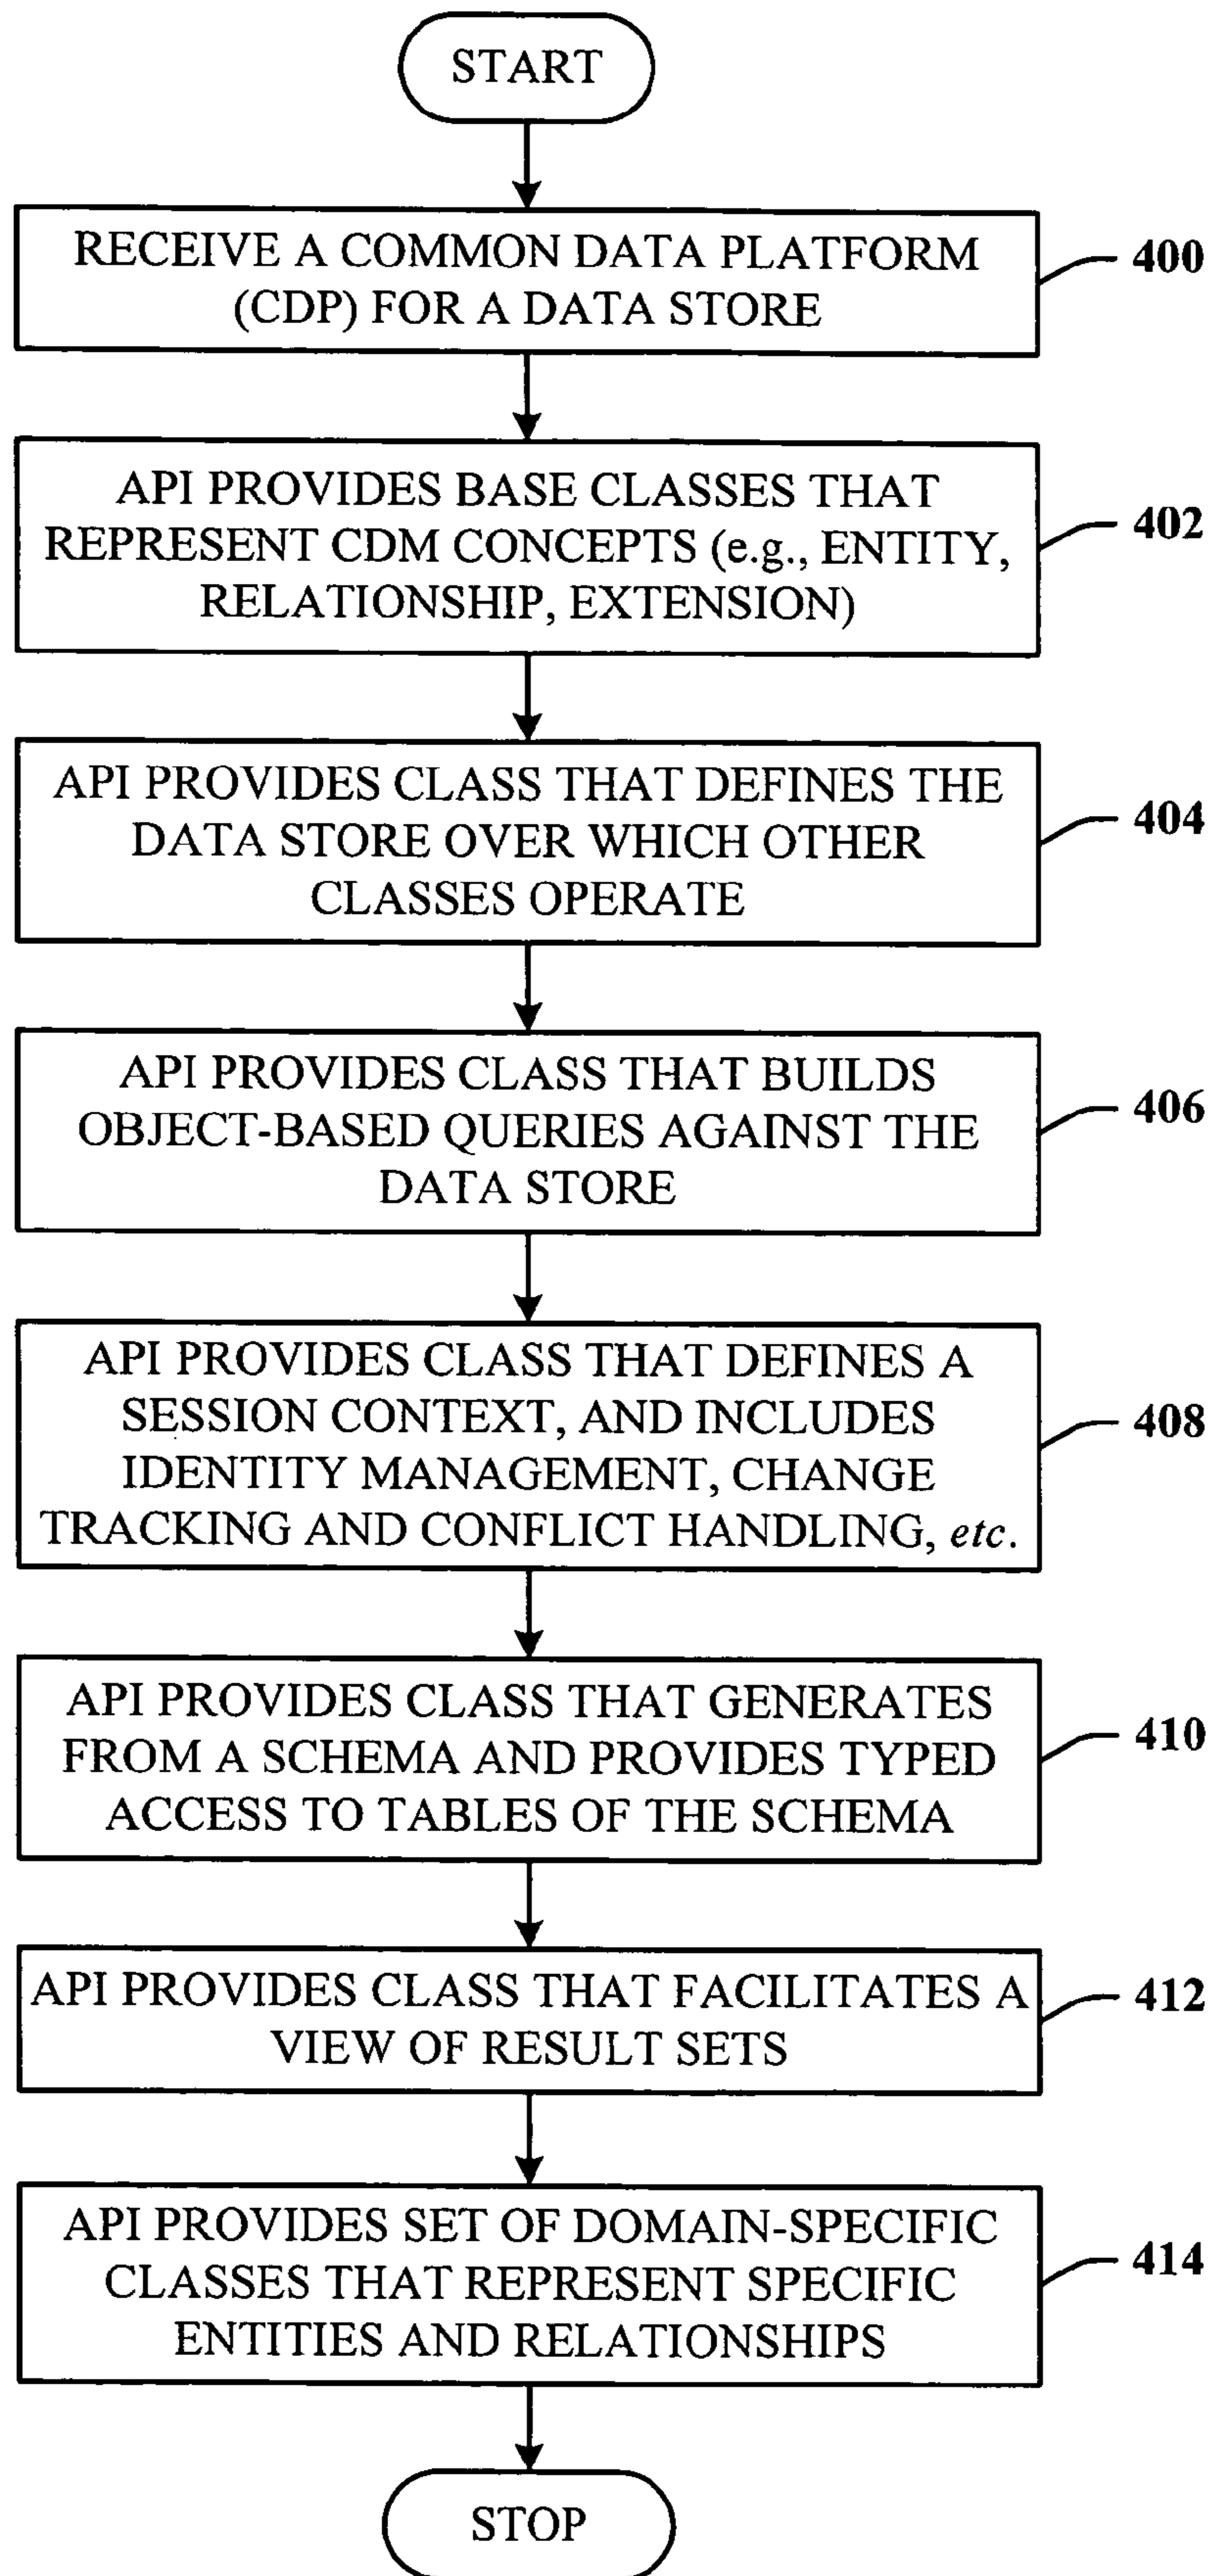 START
RECEIVE A COMMON DATA PLATFORM
(CDP) FOR A DATA STORE
400
API PROVIDES BASE CLASSES THAT
REPRESENT CDM CONCEPTS (e.g., ENTITY,
RELATIONSHIP, EXTENSION)
402
API PROVIDES CLASS THAT DEFINES THE
DATA STORE OVER WHICH OTHER
CLASSES OPERATE
404
API PROVIDES CLASS THAT BUILDS
OBJECT-BASED QUERIES AGAINST THE
DATA STORE
406
API PROVIDES CLASS THAT DEFINES A
SESSION CONTEXT, AND INCLUDES
IDENTITY MANAGEMENT, CHANGE
TRACKING AND CONFLICT HANDLING, etc.
408
API PROVIDES CLASS THAT GENERATES
FROM A SCHEMA AND PROVIDES TYPED
ACCESS TO TABLES OF THE SCHEMA
410
API PROVIDES CLASS THAT FACILITATES A
VIEW OF RESULT SETS
412
API PROVIDES SET OF DOMAIN-SPECIFIC
CLASSES THAT REPRESENT SPECIFIC
ENTITIES AND RELATIONSHIPS
414
STOP